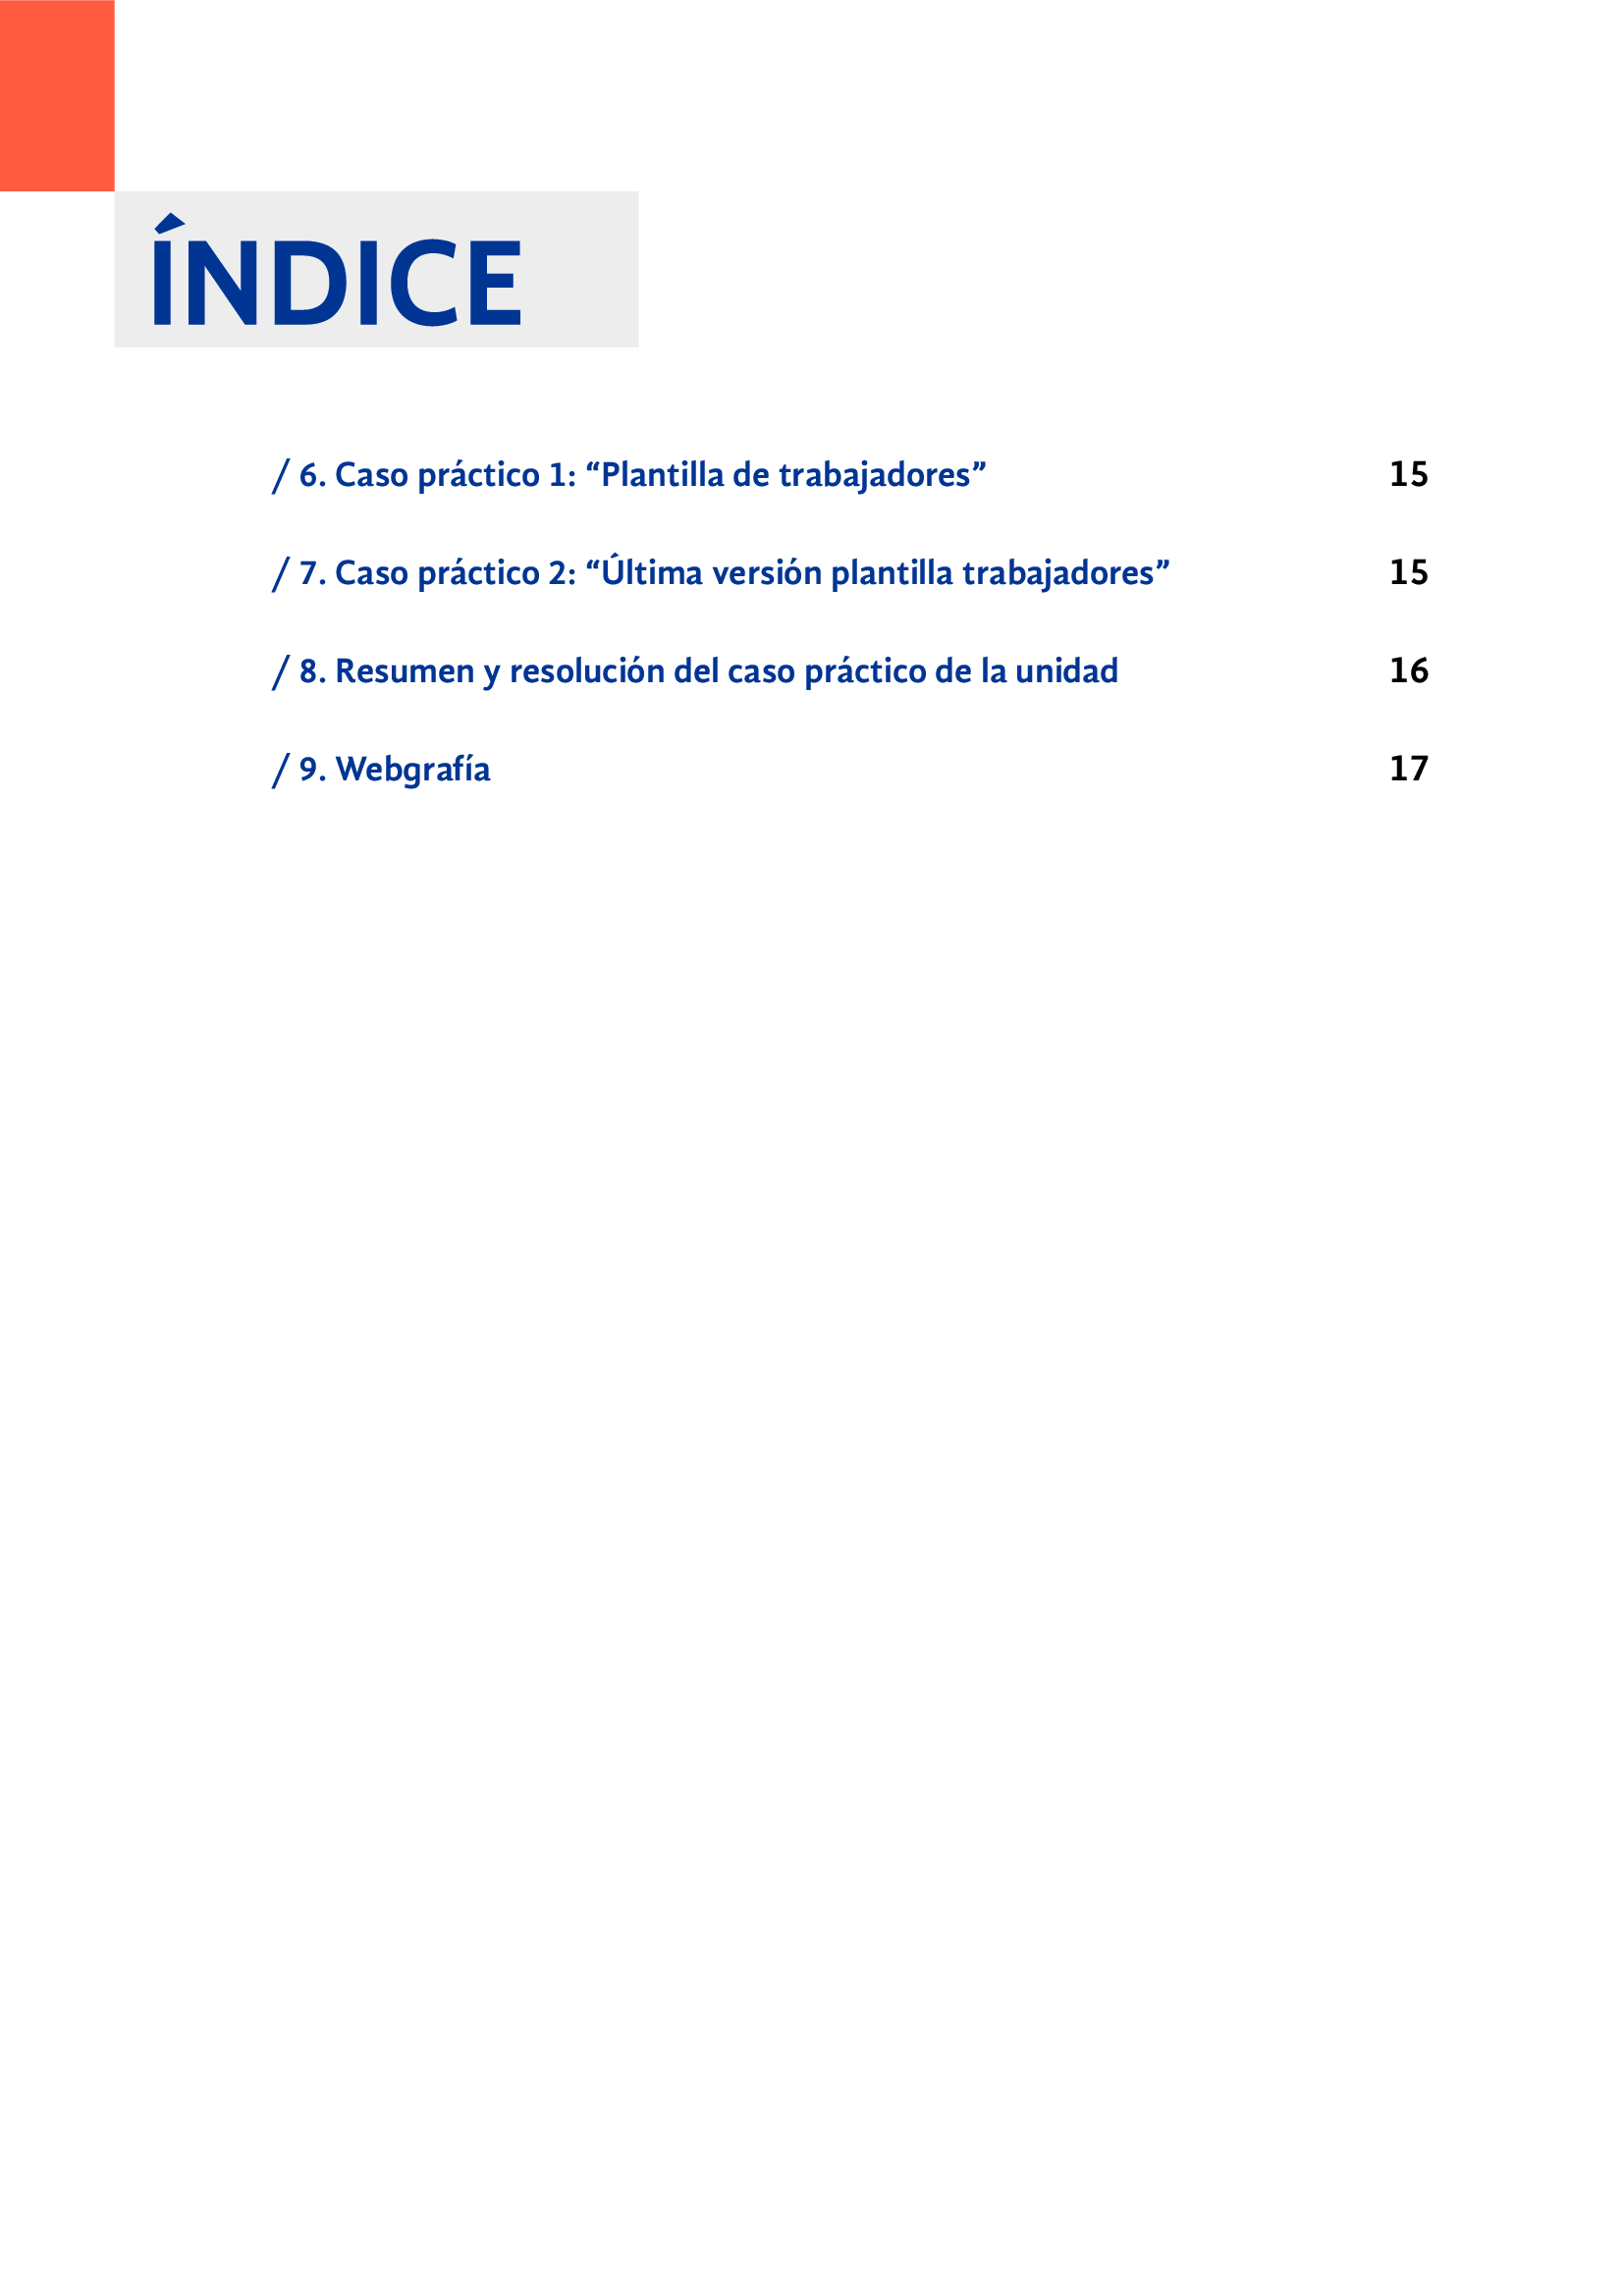 ÍNDICE
/ 6. Caso práctico 1: “Plantilla de trabajadores” 15
/ 7. Caso práctico 2: “Última versión plantilla trabajadores” 15
/ 8. Resumen y resolución del caso práctico de la unidad 16
/ 9. Webgrafía 17